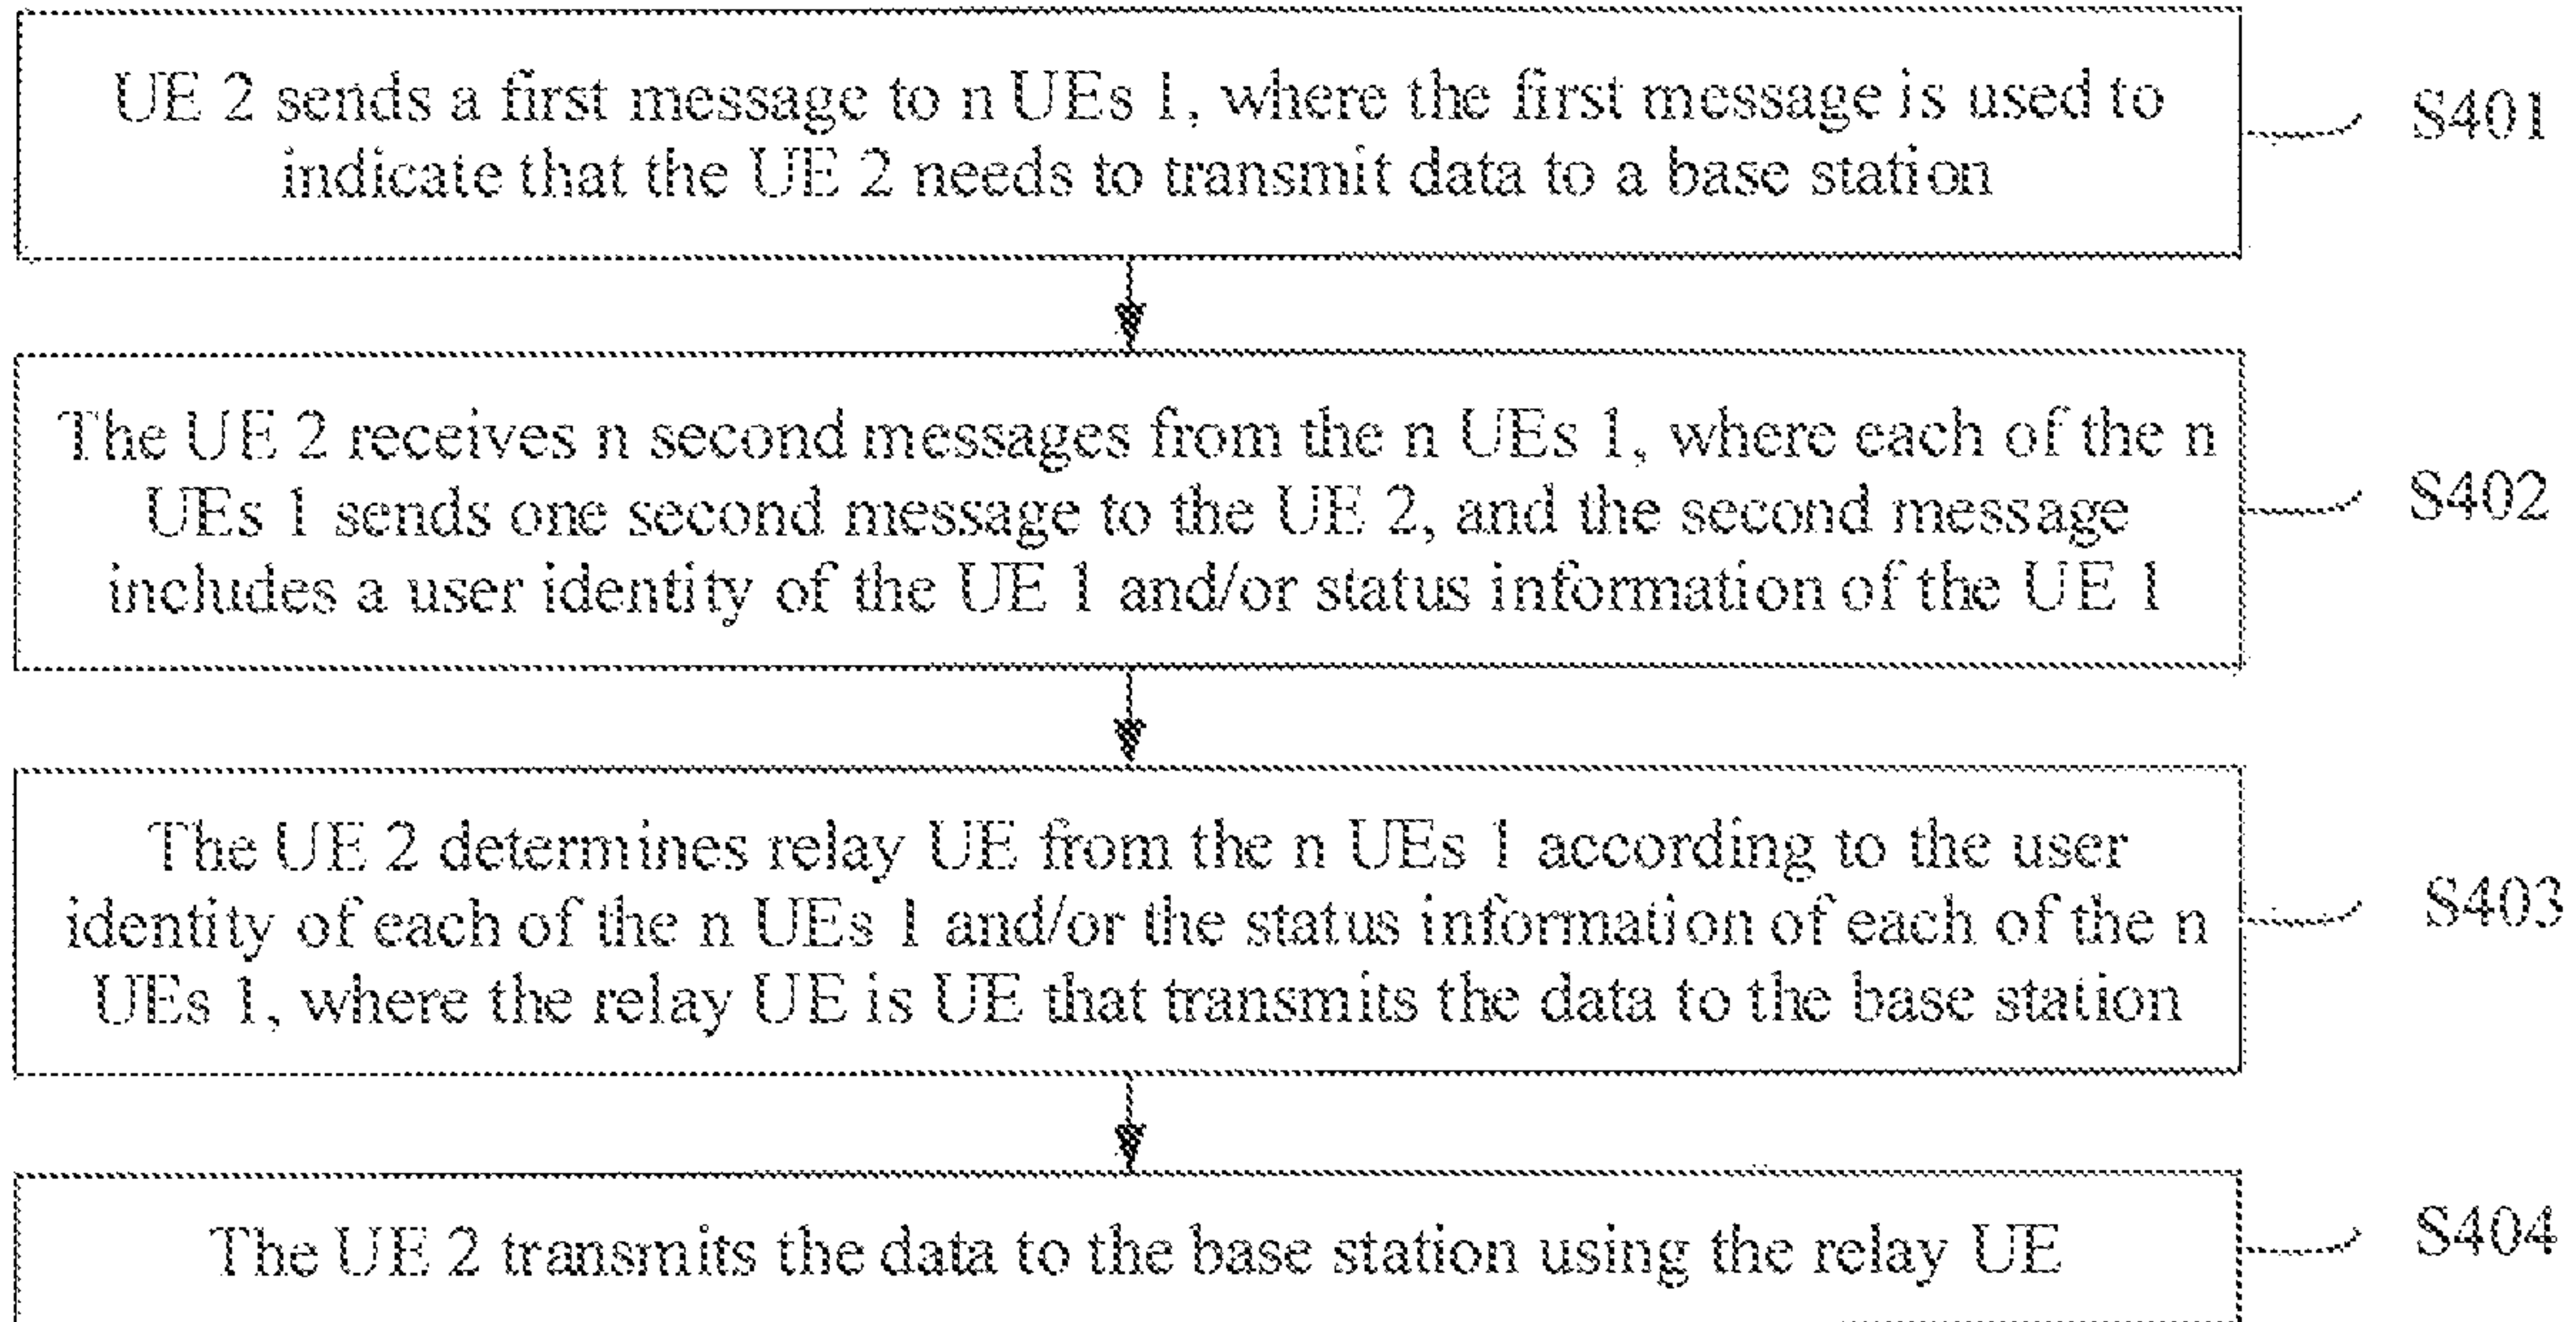 UE 2 sends a first message to n UEs 1, where the first message is used to
indicate that the UE 2 needs to transmit data to a base station
S401
The UE 2 receives n second messages from the n UEs 1, where each of the n
UEs 1 sends one second message to the UE 2, and the second message
includes a user identity of the UE 1 and/or status information of the UE 1
S402
The UE 2 determines relay UE from the n UEs 1 according to the user
identity of each of the n UEs 1 and/or the status information of each of the n
UEs 1, where the relay UE is UE that transmits the data to the base station
S403
The UE 2 transmits the data to the base station using the relay UE
S404